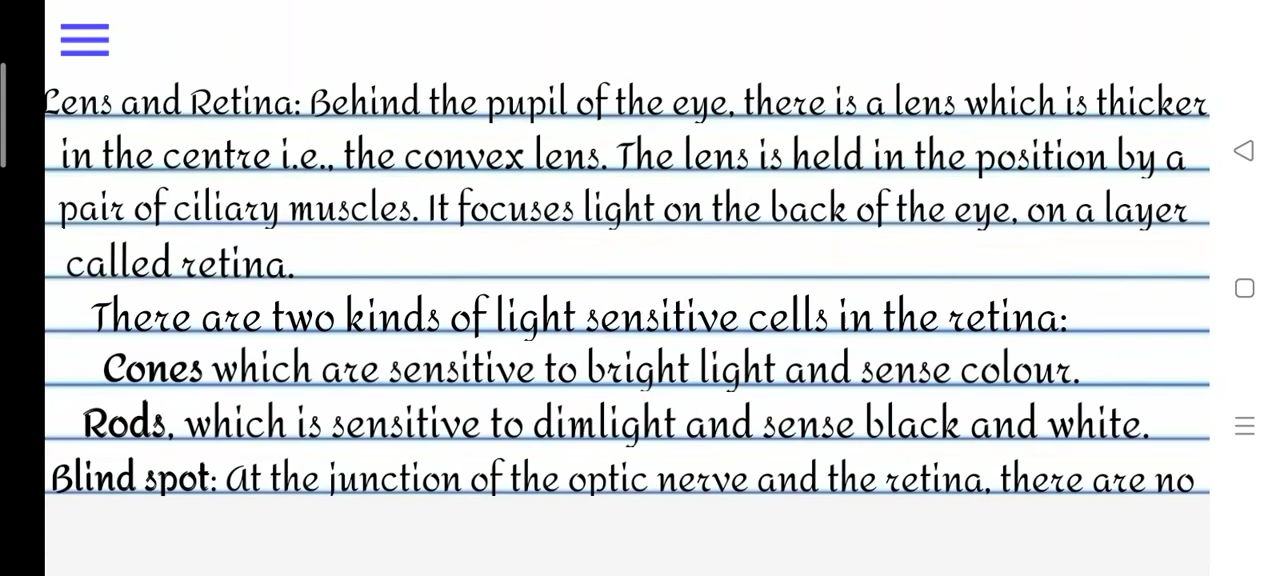 Lens and Retina: Behind the pupil of the eye, there is a lens which is thicker
in the centre i.e., the convex lens. The lens is held in the position by a
pair of ciliary muscles. It focuses light on the back of the eye, on a layer
called retina.
There are two kinds of light sensitive cells in the retina:
Cones which are sensitive to bright light and sense colour.
Rods, which is sensitive to dimlight and sense black and white.
Blind spot: At the junction of the optic nerve and the retina, there are no